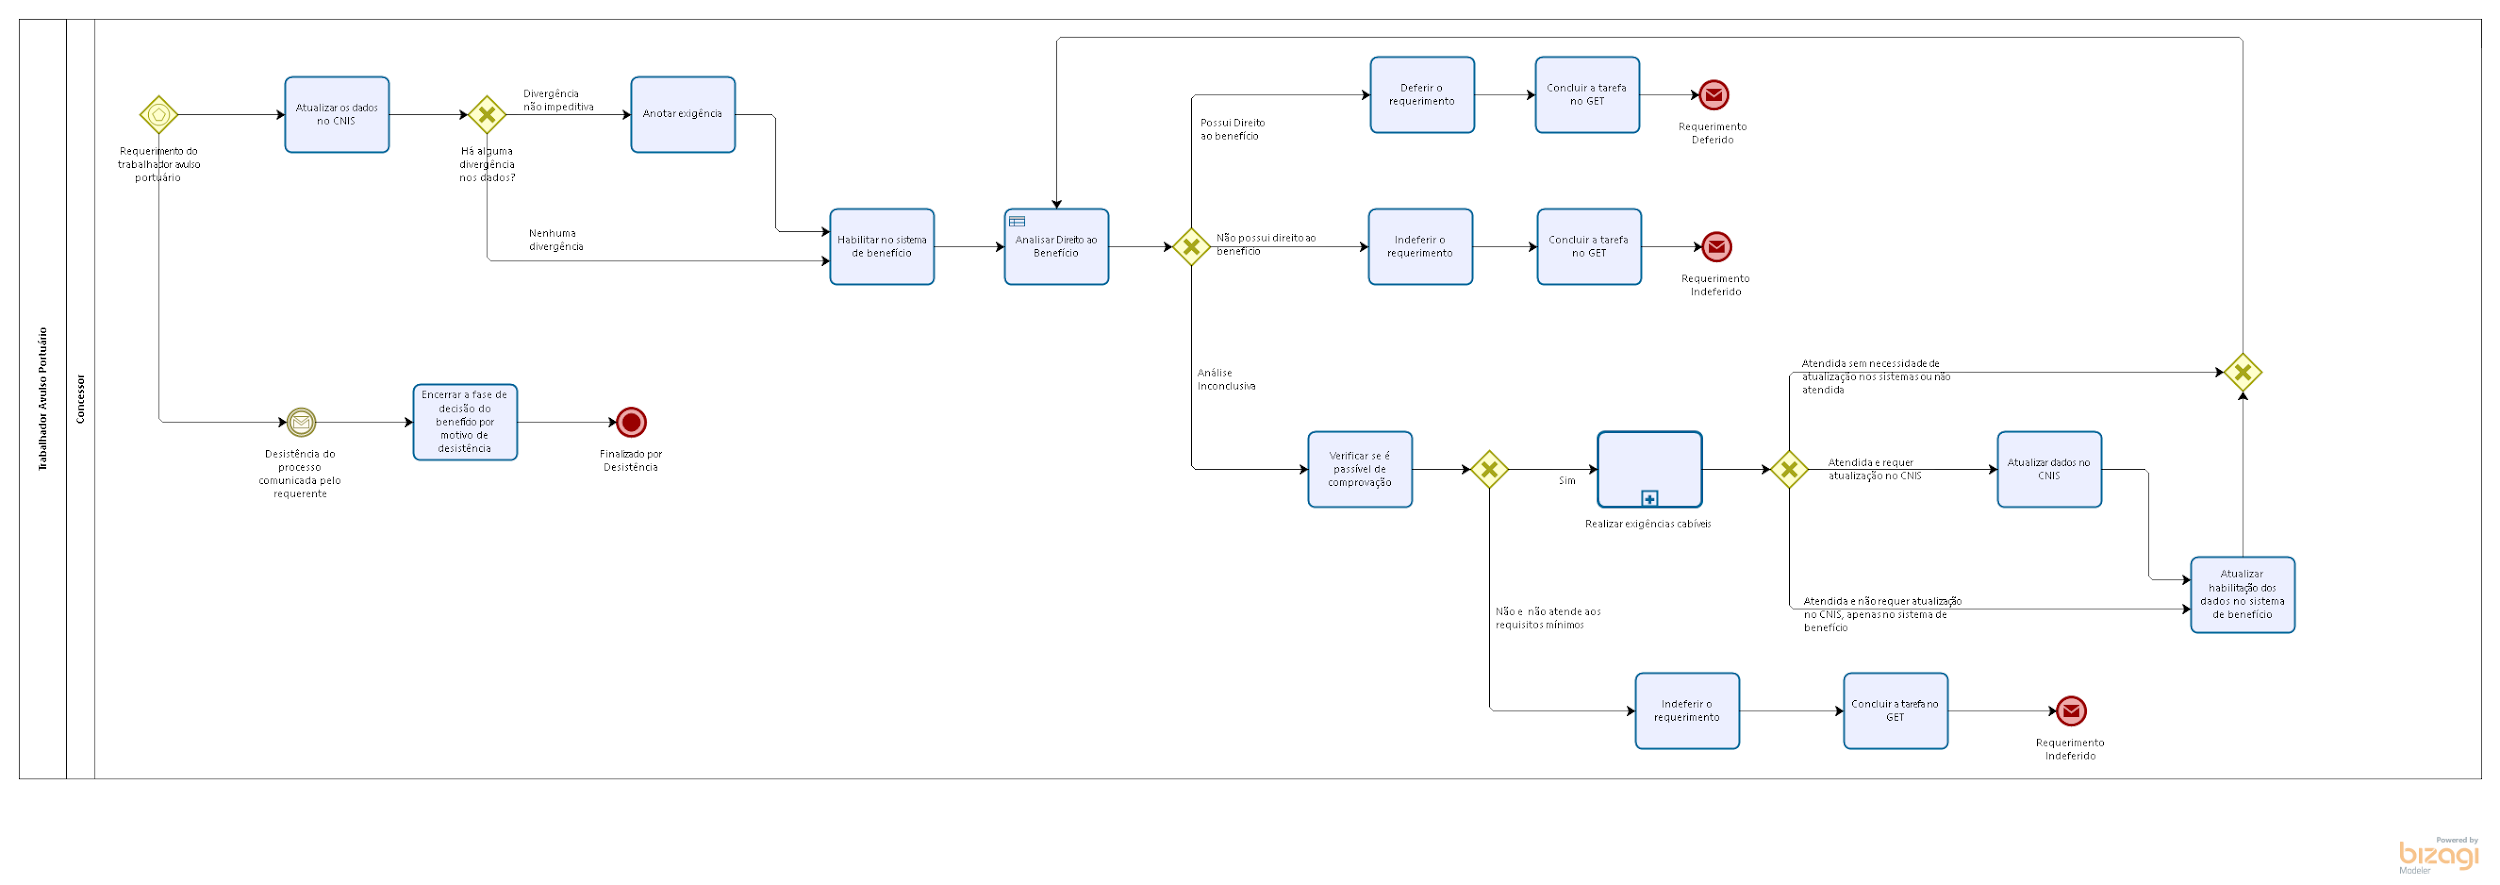 Trabalhador Avulso Portuário
Concessor
Requerimento do
trabalhador avulso
portuário
Atualizar os dados
no CNIS
Há alguma
divergência
nos dados?
Divergência
não impeditiva
Anotar exigência
Nenhuma
divergência
Habilitar no sistema
de benefício
Analisar Direito ao
Benefício
Possui Direito
ao benefício
Deferir o
requerimento
Concluir a tarefa
no GET
Requerimento
Deferido
Não possui direito ao
benefício
Indeferir o
requerimento
Concluir a tarefa
no GET
Requerimento
Indeferido
Análise
Inconclusiva
Desistência do
processo
comunicada pelo
requerente
Encerrar a fase de
decisão do
benefído por
motivo de
desistência
Finalizado por
Desistência
Verificar se é
passível de
comprovação
Sim
Realizar exigências cabíveis
Atendida sem necessidade de
atualização nos sistemas ou não
atendida
Atendida e requer
atualização no CNIS
Atualizar dados no
CNIS
Atendida e não requer atualização
no CNIS, apenas no sistema de
benefício
Atualizar
habilitação dos
dados no sistema
de benefício
Não e não atende aos
requisitos mínimos
Indeferir o
requerimento
Concluir a tarefa no
GET
Requerimento
Indeferido
Powered by
bizagi
Modeler